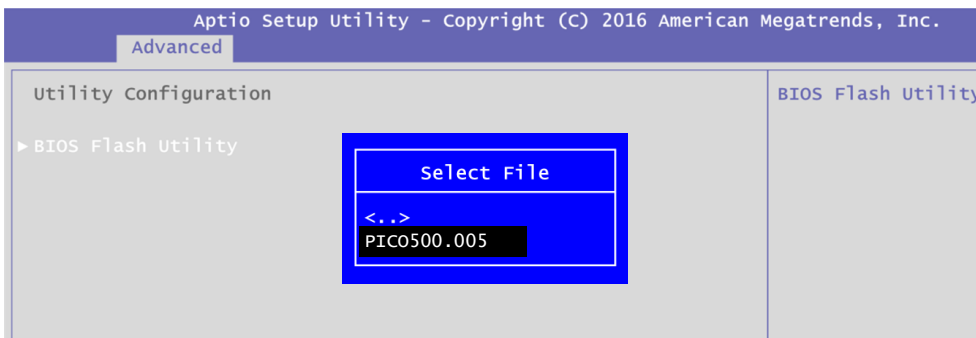 Aptio Setup Utility - Copyright (C) 2016 American Megatrends, Inc.
Advanced
Utility Configuration
BIOS Flash Utility
►BIOS Flash Utility
Select File
<..>
PICO500.005